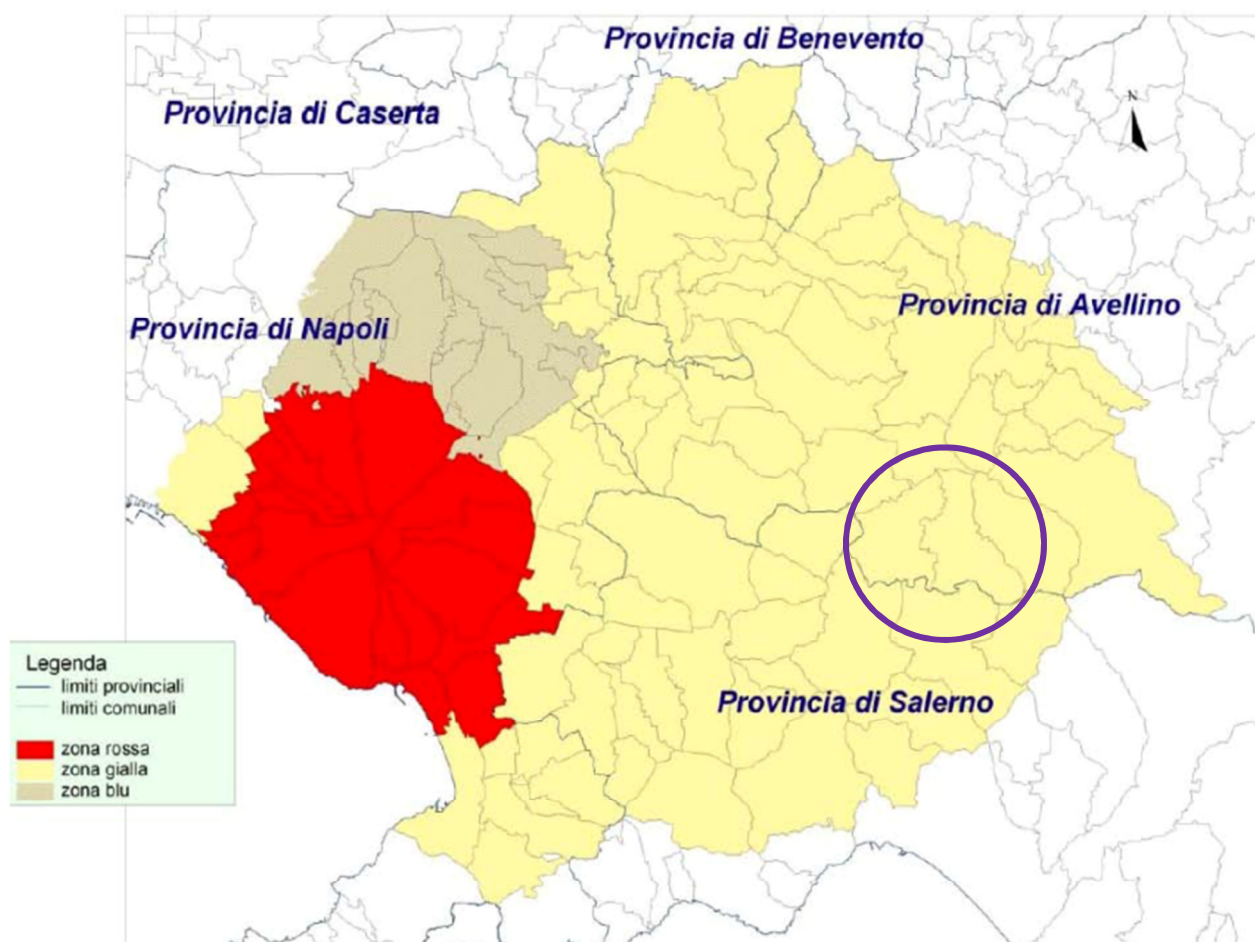 Provincia di Benevento
Provincia di Caserta
N
Provincia di Avellino
Provincia di Napoli
Provincia di Salerno
Legenda
limiti provinciali
limiti comunali
zona rossa
zona gialla
zona blu